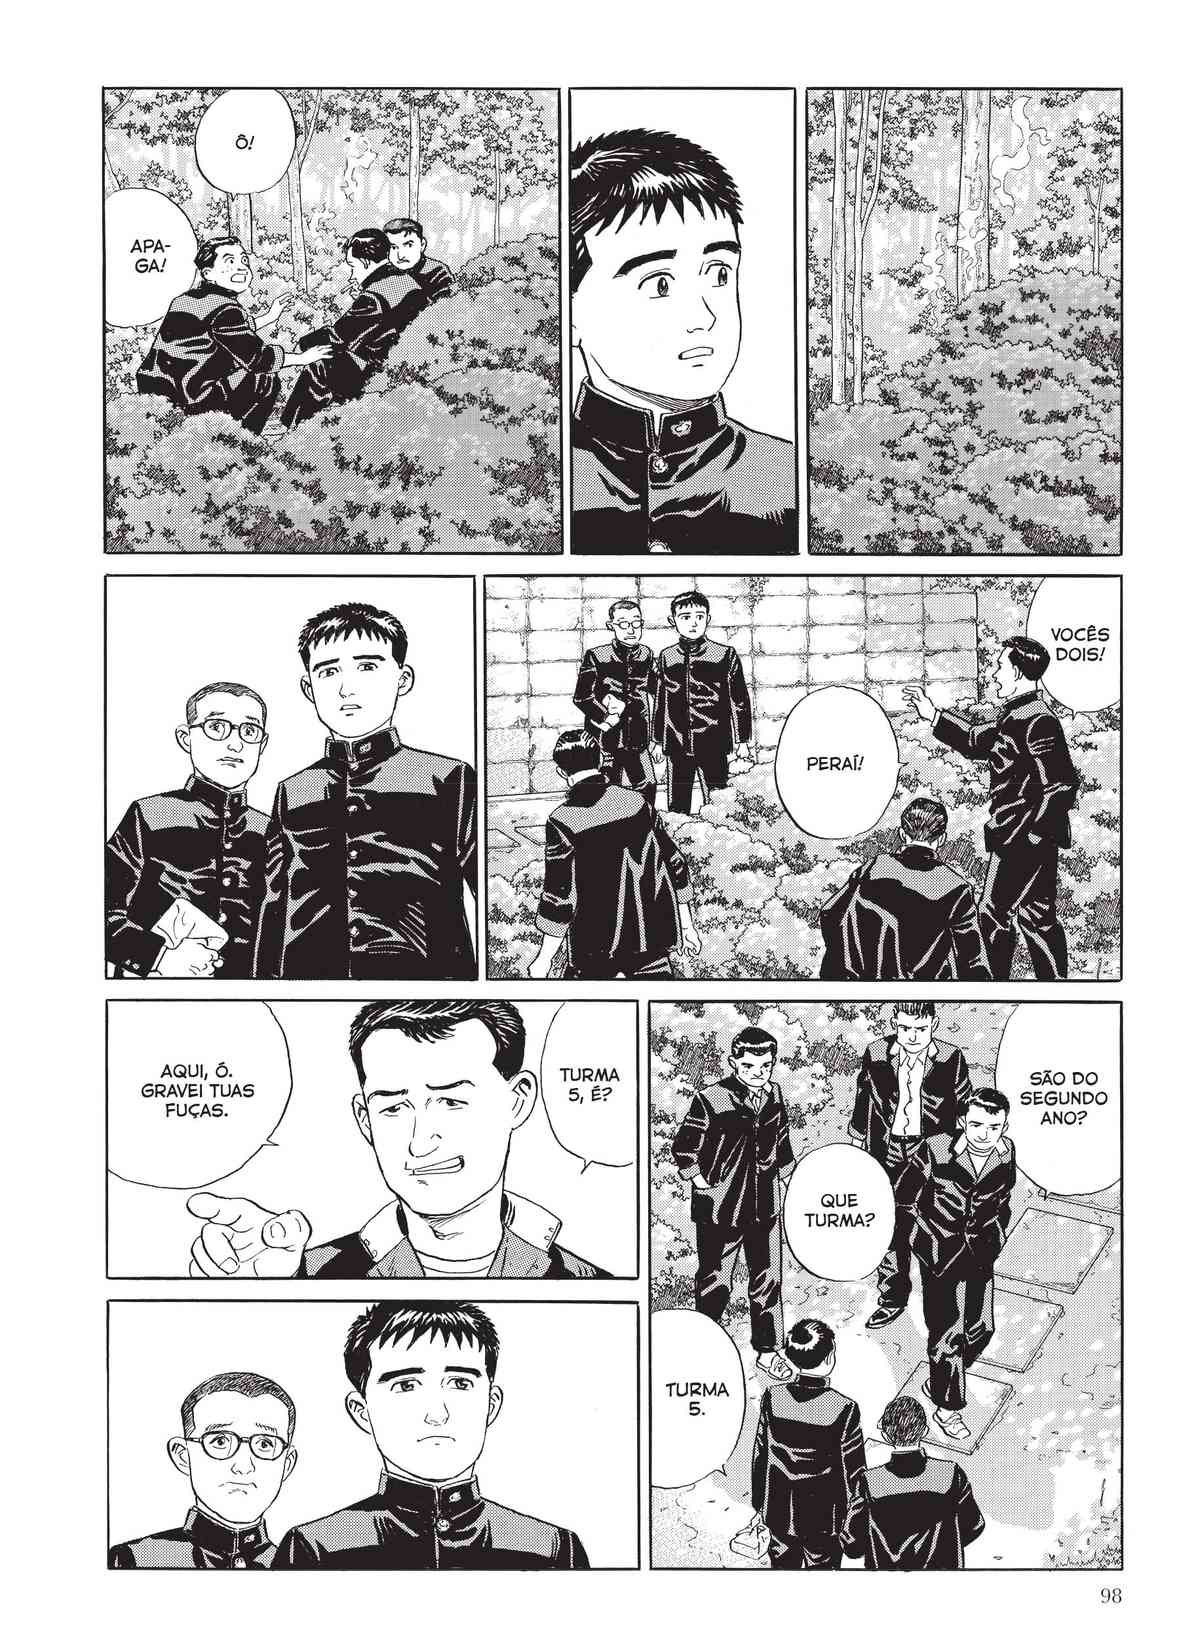 Ô!
APA-
GA!
VOCÊS
DOIS!
PERAÍ!
SÃO DO
SEGUNDO
ANO?
QUE
TURMA?
TURMA
5.
TURMA
5, É?
AQUI, Ó.
GRAVEI TUAS
FUÇAS.
98